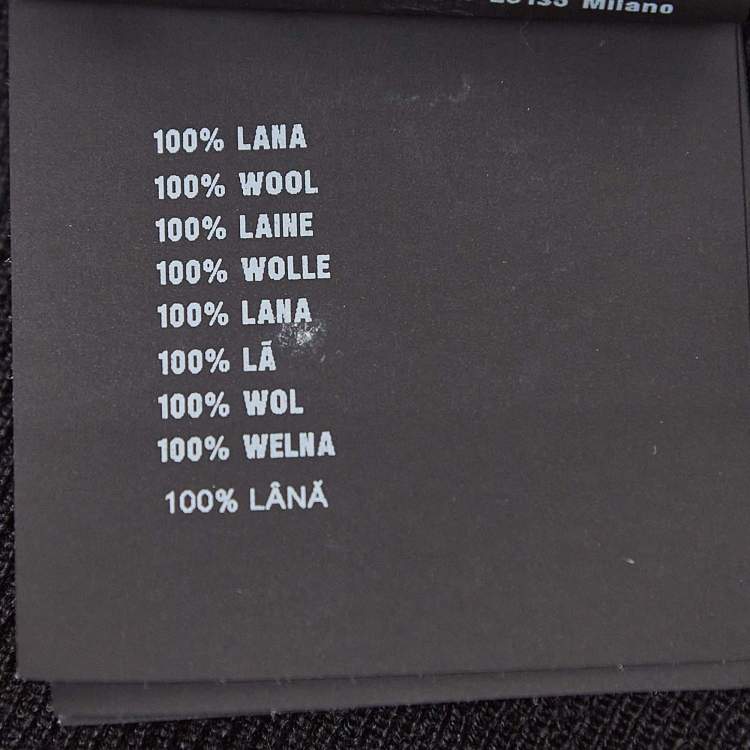 Milano
100% LANA
100% WOOL
100% LAINE
100% WOLLE
100% LANA
100% LÃ
100% WOL
100% WELNA
100% LÂNĂ